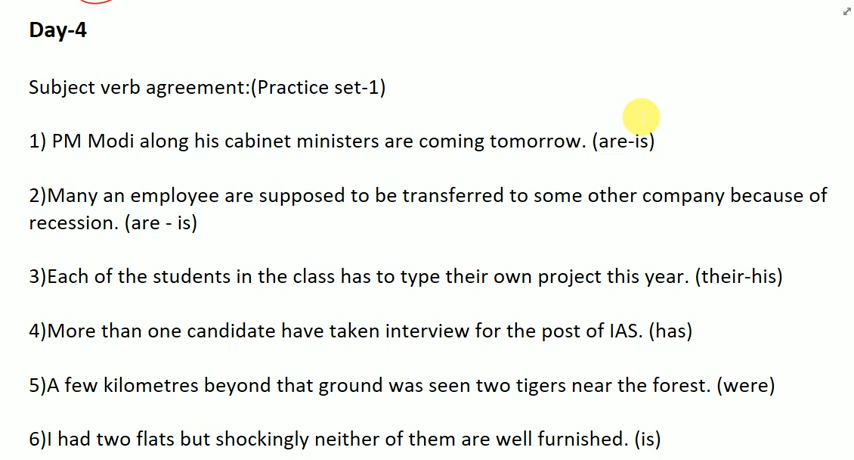 Day-4
Subject verb agreement:(Practice set-1)
1) PM Modi along his cabinet ministers are coming tomorrow. (are-is)
2)Many an employee are supposed to be transferred to some other company because of
recession. (are - is)
3)Each of the students in the class has to type their own project this year. (their-his)
4)More than one candidate have taken interview for the post of IAS. (has)
5)A few kilometres beyond that ground was seen two tigers near the forest. (were)
6)I had two flats but shockingly neither of them are well furnished. (is)